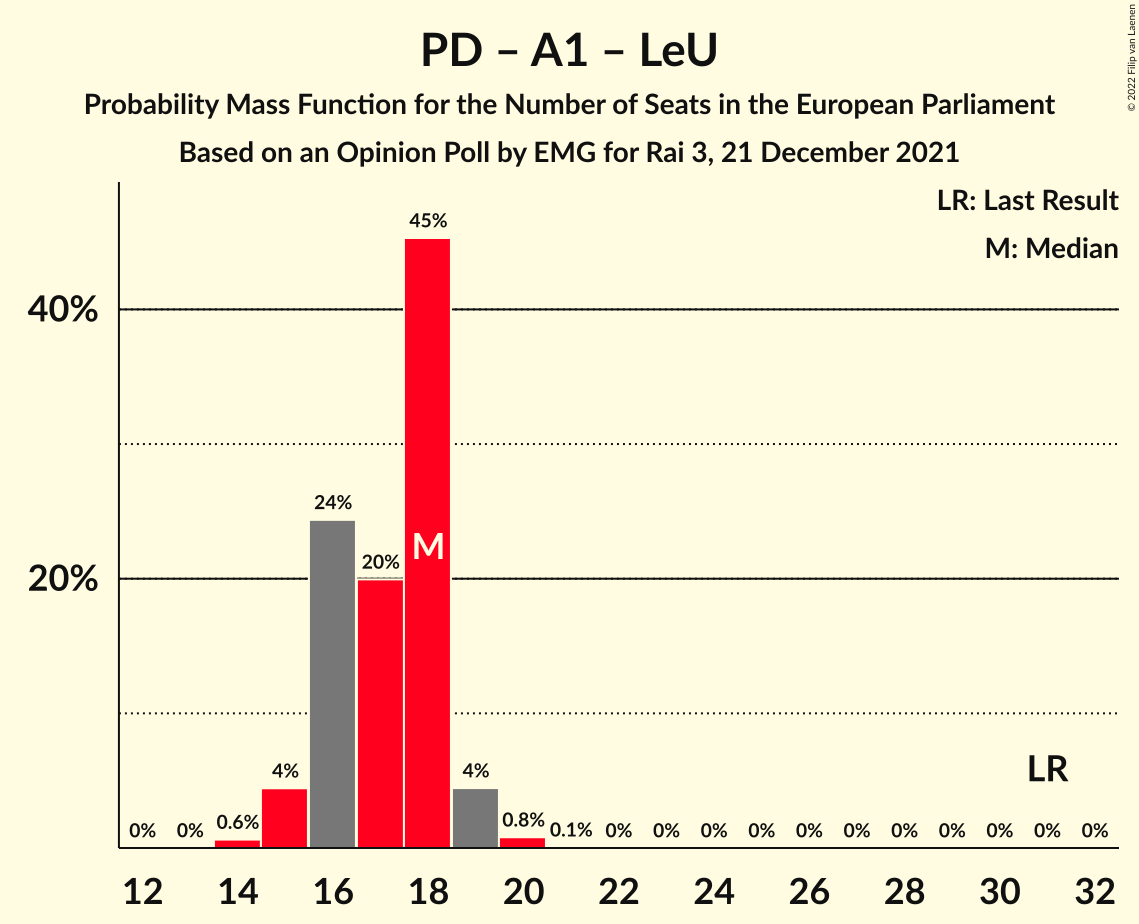 PD – A1 – LeU
Probability Mass Function for the Number of Seats in the European Parliament
Based on an Opinion Poll by EMG for Rai 3, 21 December 2021
© 2022 Filip van Laenen
LR: Last Result
M: Median
40%
20%
0% 0% 0.6% 4% 24% 20% 45% 4% 0.8% 0.1% 0% 0% 0% 0% 0% 0% 0% 0% 0% 0% 0%
M
LR
12 14 16 18 20 22 24 26 28 30 32